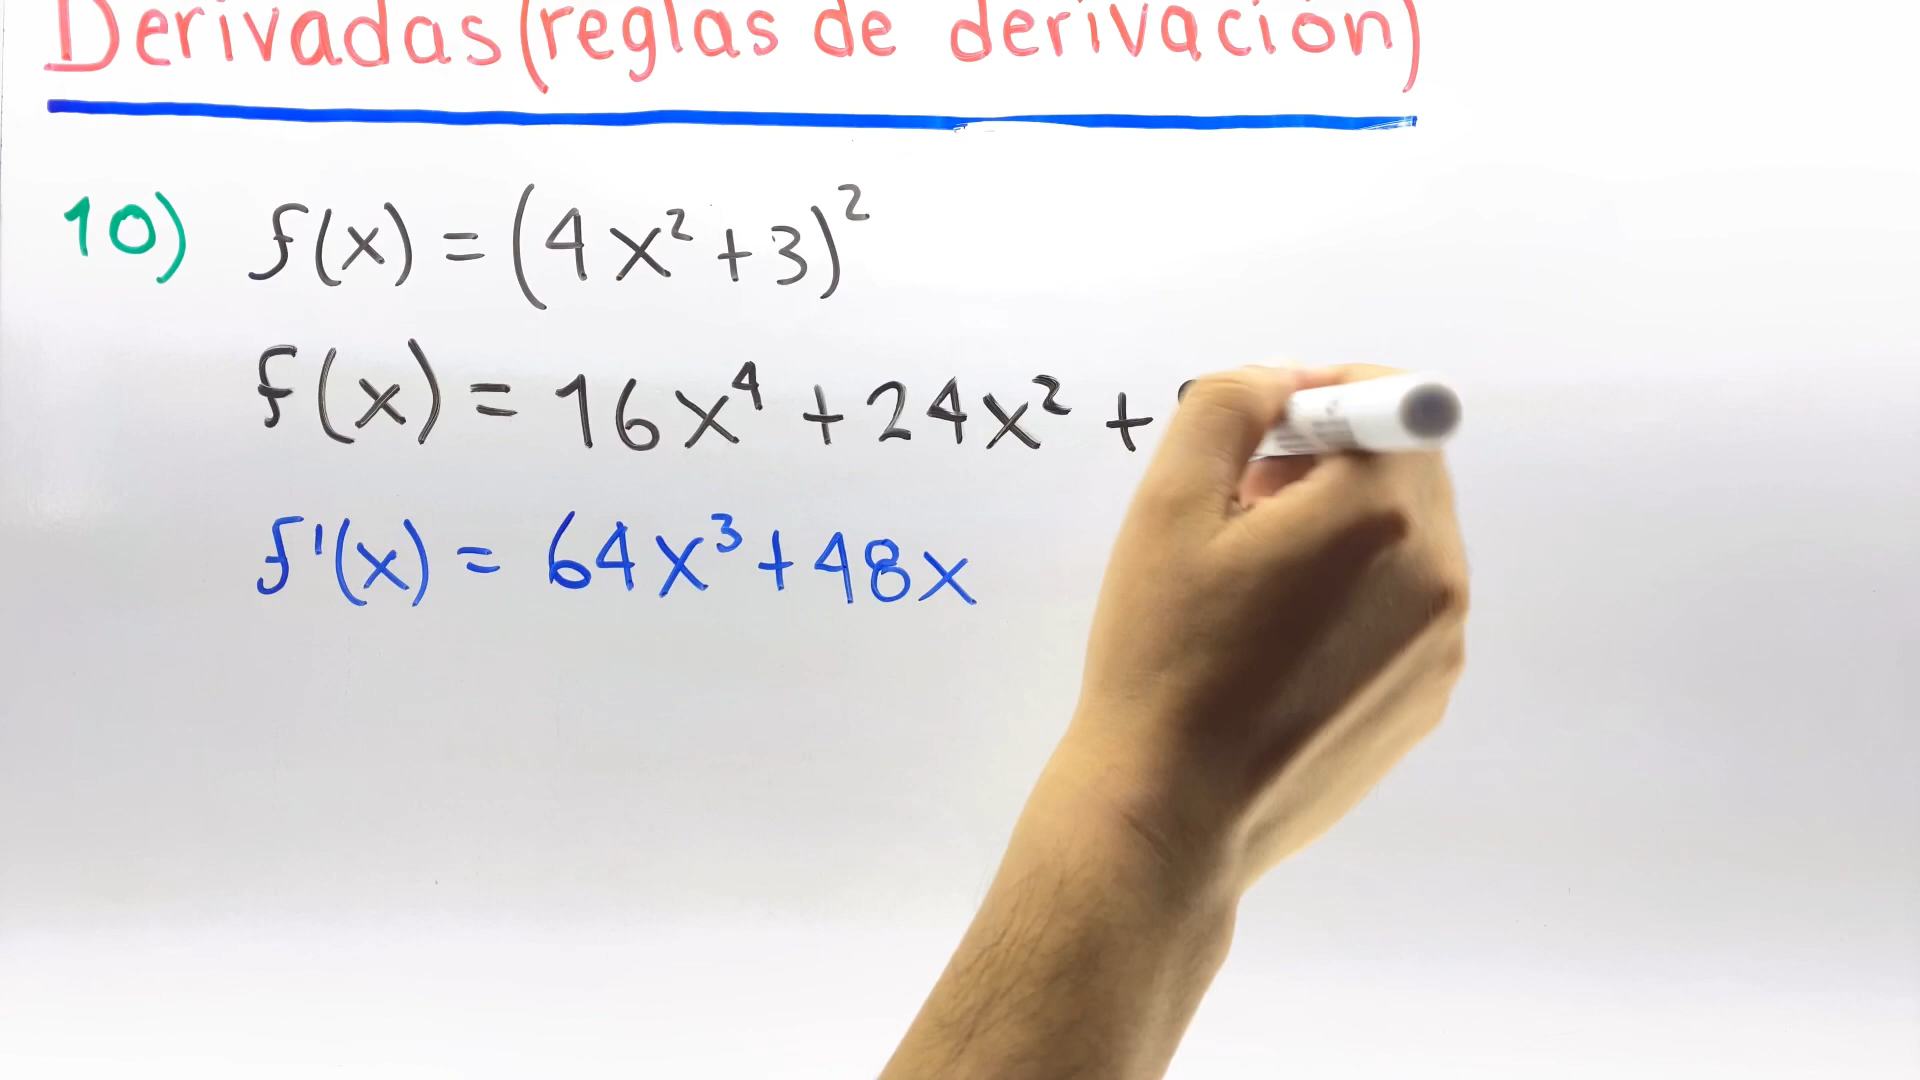 Derivadas (reglas de derivación)
10) f(x) = (4x² + 3)²
f(x) = 16x⁴ + 24x² +
f'(x) = 64x³ + 48x